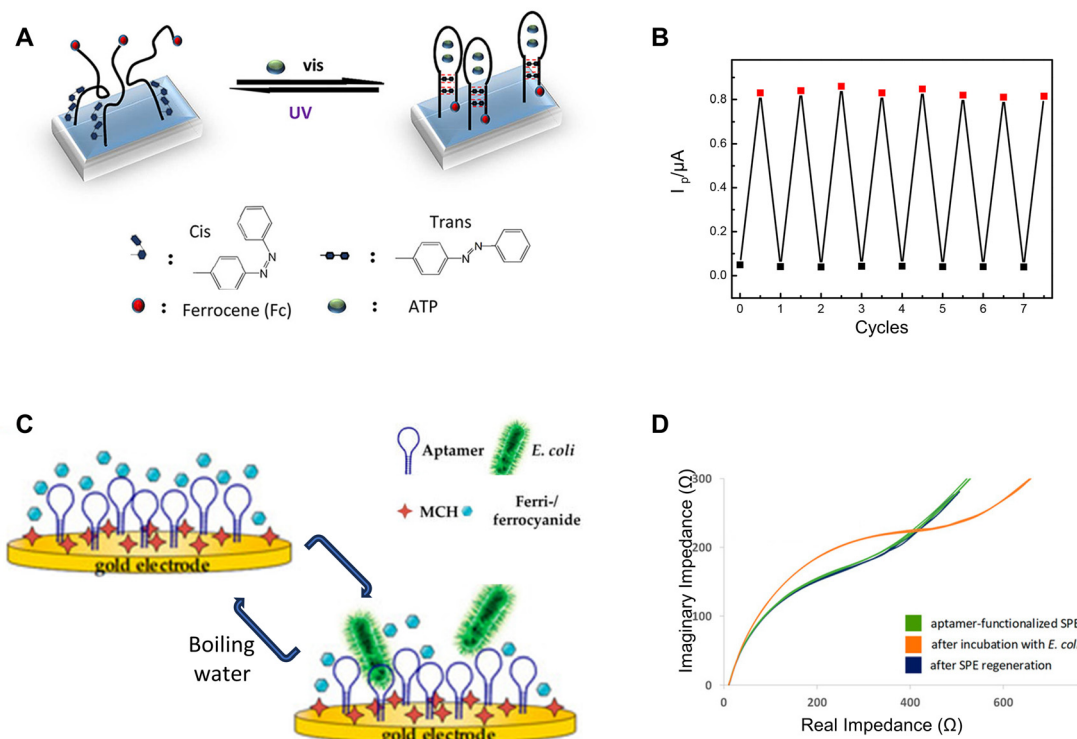 A
vis
UV
Cis
Trans
N
N
N
N
:
:
: Ferrocene (Fc)
: ATP
B
I p/μA
0.8
0.6
0.4
0.2
0.0
0 1 2 3 4 5 6 7
Cycles
C
Aptamer
E. coli
MCH
Ferri-/
ferrocyanide
gold electrode
Boiling
water
gold electrode
D
Imaginary Impedance (Ω)
300
200
100
0
0 200 400 600
Real Impedance (Ω)
aptamer-functionalized SPE
after incubation with E. coli
after SPE regeneration